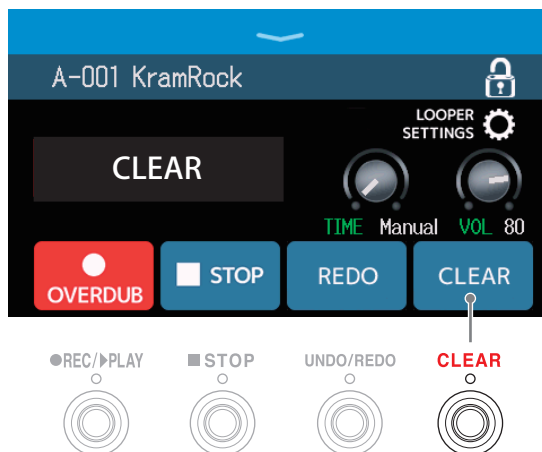 A-001 KramRock
LOOPER
SETTINGS
CLEAR
TIME Manual VOL 80
OVERDUB
STOP
REDO
CLEAR
●REC/▶PLAY
■STOP
UNDO/REDO
CLEAR